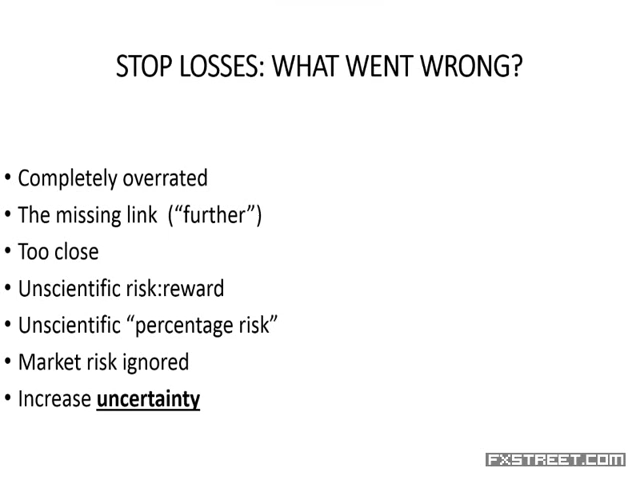 STOP LOSSES: WHAT WENT WRONG?
• Completely overrated
• The missing link (“further”)
• Too close
• Unscientific risk:reward
• Unscientific “percentage risk”
• Market risk ignored
• Increase uncertainty
FXSTREET.COM